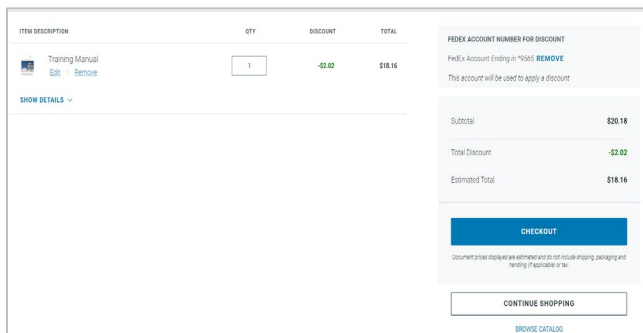 ITEM DESCRIPTION QTY DISCOUNT TOTAL
Training Manual 1 -$2.02 $18.16
Edit | Remove
SHOW DETAILS
FEDEX ACCOUNT NUMBER FOR DISCOUNT
FedEx Account Ending in *9565 REMOVE
This account will be used to apply a discount
Subtotal $20.18
Total Discount -$2.02
Estimated Total $18.16
CHECKOUT
Document prices displayed are estimated and do not include shipping, packaging and
handling (if applicable) or tax.
CONTINUE SHOPPING
BROWSE CATALOG